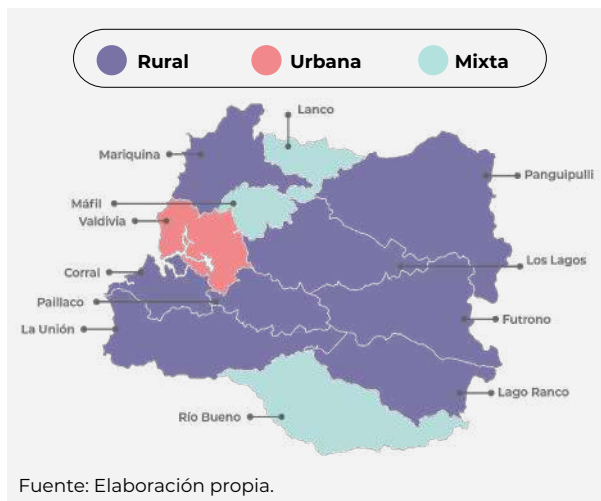 Rural Urbana Mixta
Lanco
Mariquina
Panguipulli
Máfil
Valdivia
Los Lagos
Corral
Paillaco
Futrono
La Unión
Lago Ranco
Río Bueno
Fuente: Elaboración propia.